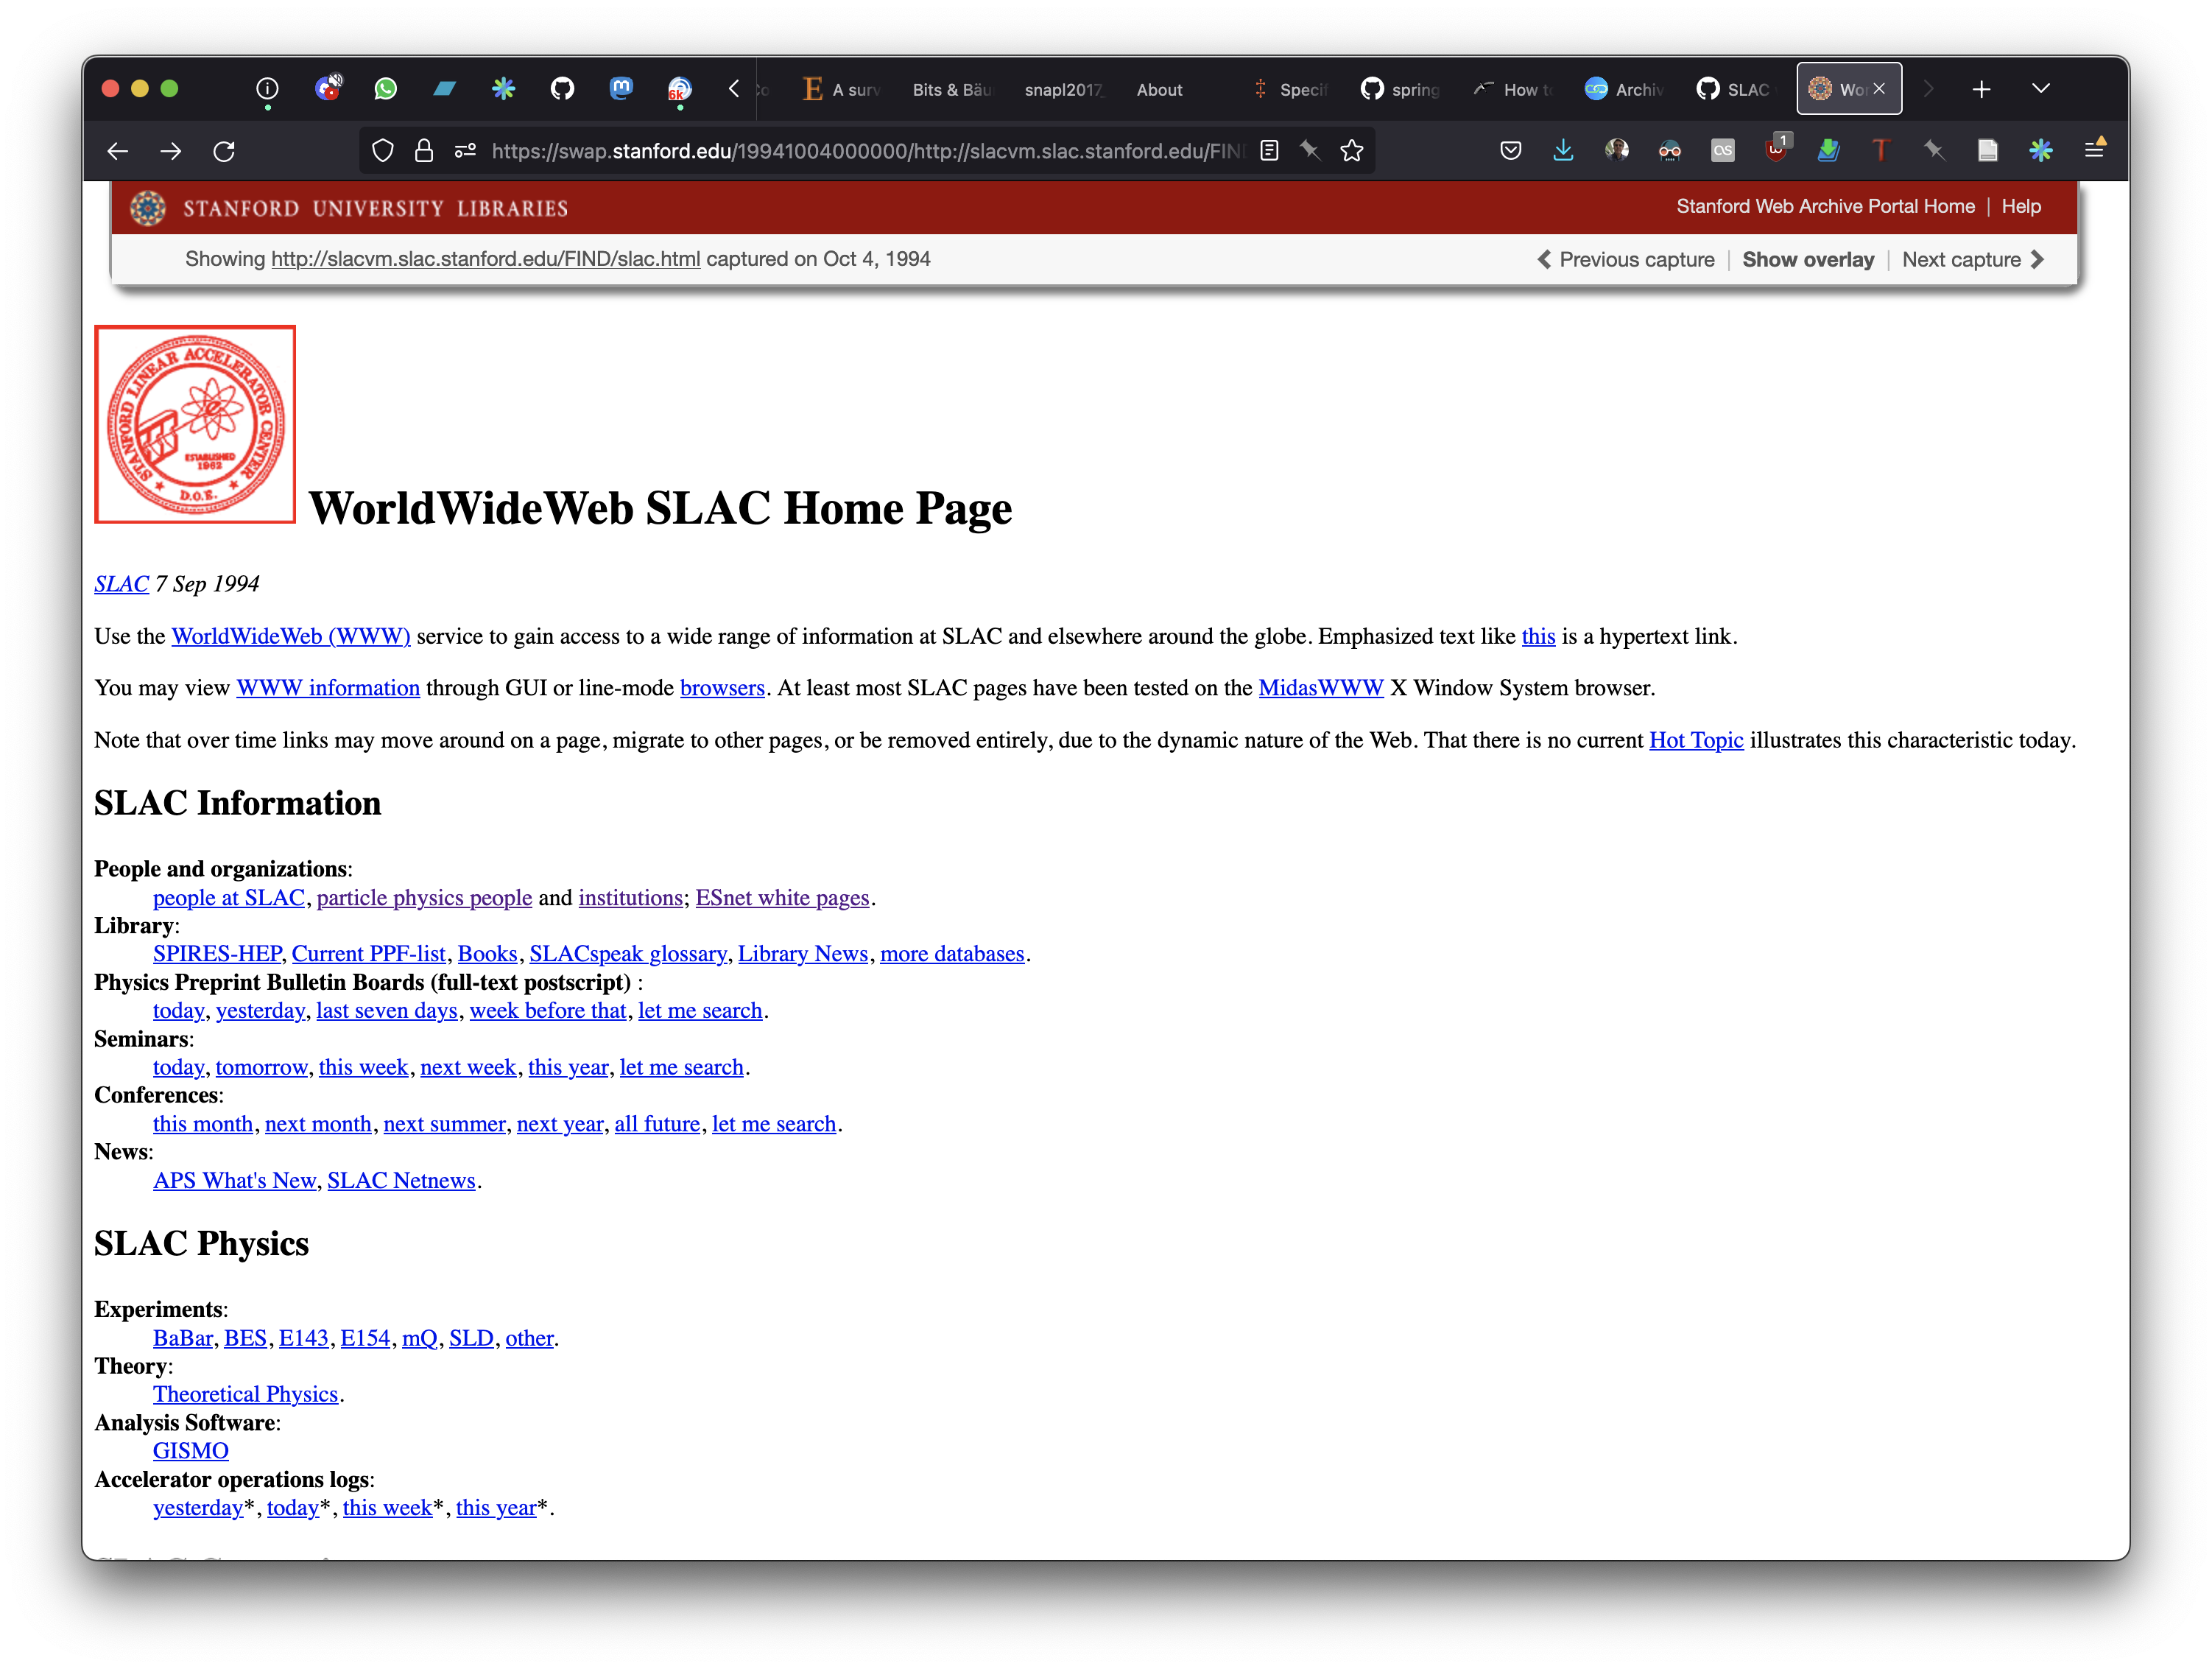 6k
Co
A surv
Bits & Bäu
snapl2017_
About
Specif
spring
How to
Archiv
SLAC
Wor
https://swap.stanford.edu/19941004000000/http://slacvm.slac.stanford.edu/FIN
1
STANFORD UNIVERSITY LIBRARIES
Stanford Web Archive Portal Home | Help
Showing http://slacvm.slac.stanford.edu/FIND/slac.html captured on Oct 4, 1994
Previous capture | Show overlay | Next capture
STANFORD LINEAR ACCELERATOR CENTER
e
ESTABLISHED
1962
D.O.E.
WorldWideWeb SLAC Home Page
SLAC 7 Sep 1994
Use the WorldWideWeb (WWW) service to gain access to a wide range of information at SLAC and elsewhere around the globe. Emphasized text like this is a hypertext link.
You may view WWW information through GUI or line-mode browsers. At least most SLAC pages have been tested on the MidasWWW X Window System browser.
Note that over time links may move around on a page, migrate to other pages, or be removed entirely, due to the dynamic nature of the Web. That there is no current Hot Topic illustrates this characteristic today.
SLAC Information
People and organizations:
people at SLAC, particle physics people and institutions; ESnet white pages.
Library:
SPIRES-HEP, Current PPF-list, Books, SLACspeak glossary, Library News, more databases.
Physics Preprint Bulletin Boards (full-text postscript) :
today, yesterday, last seven days, week before that, let me search.
Seminars:
today, tomorrow, this week, next week, this year, let me search.
Conferences:
this month, next month, next summer, next year, all future, let me search.
News:
APS What's New, SLAC Netnews.
SLAC Physics
Experiments:
BaBar, BES, E143, E154, mQ, SLD, other.
Theory:
Theoretical Physics.
Analysis Software:
GISMO
Accelerator operations logs:
yesterday*, today*, this week*, this year*.